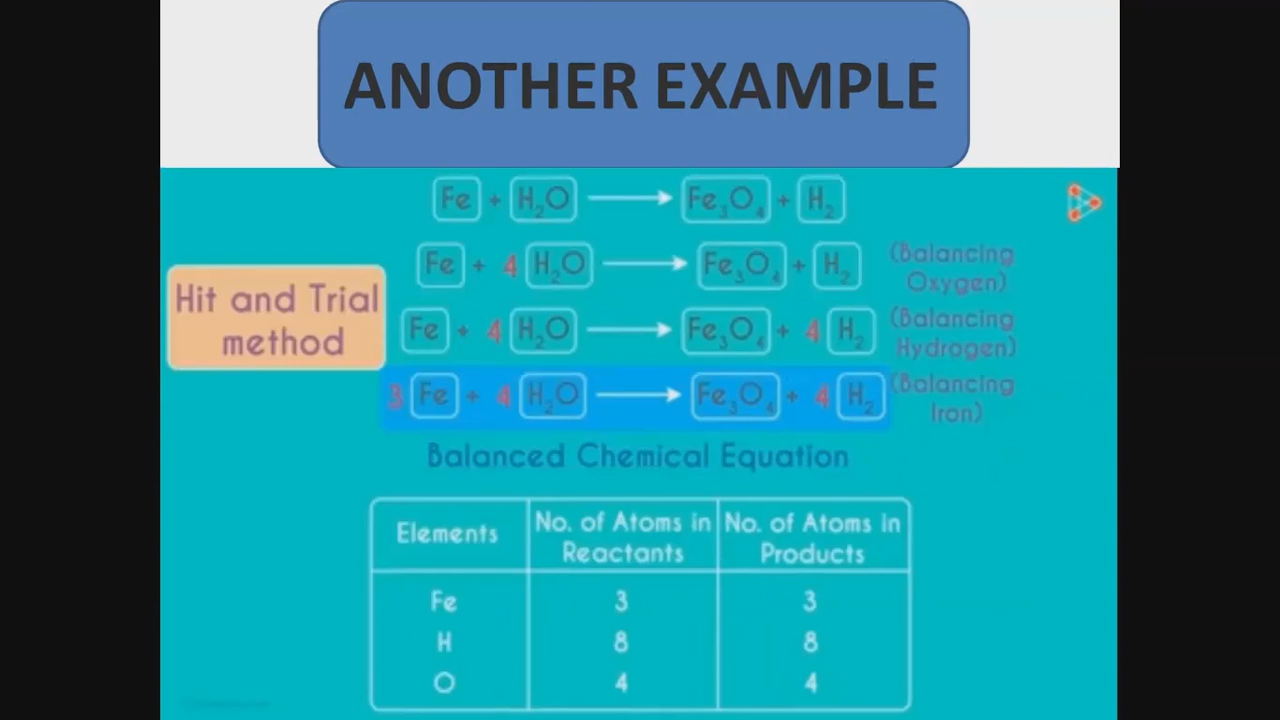 ANOTHER EXAMPLE
Fe + H₂O ⟶ Fe₃O₄ + H₂
Fe + 4 H₂O ⟶ Fe₃O₄ + H₂ (Balancing Oxygen)
Hit and Trial method
Fe + 4 H₂O ⟶ Fe₃O₄ + 4 H₂ (Balancing Hydrogen)
3 Fe + 4 H₂O ⟶ Fe₃O₄ + 4 H₂ (Balancing Iron)
Balanced Chemical Equation
Elements No. of Atoms in Reactants No. of Atoms in Products
Fe 3 3
H 8 8
O 4 4